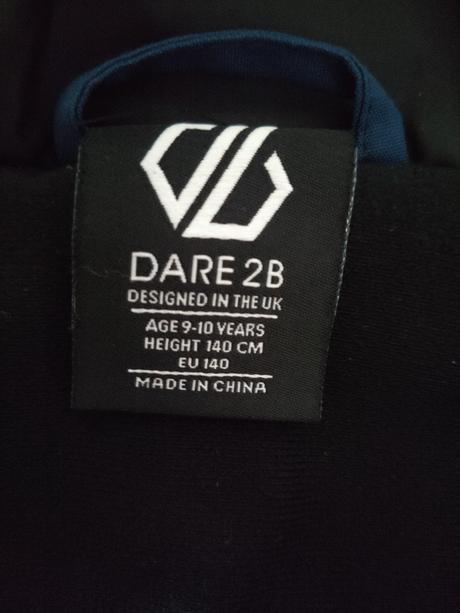 DARE 2B
DESIGNED IN THE UK
AGE 9-10 YEARS
HEIGHT 140 CM
EU 140
MADE IN CHINA